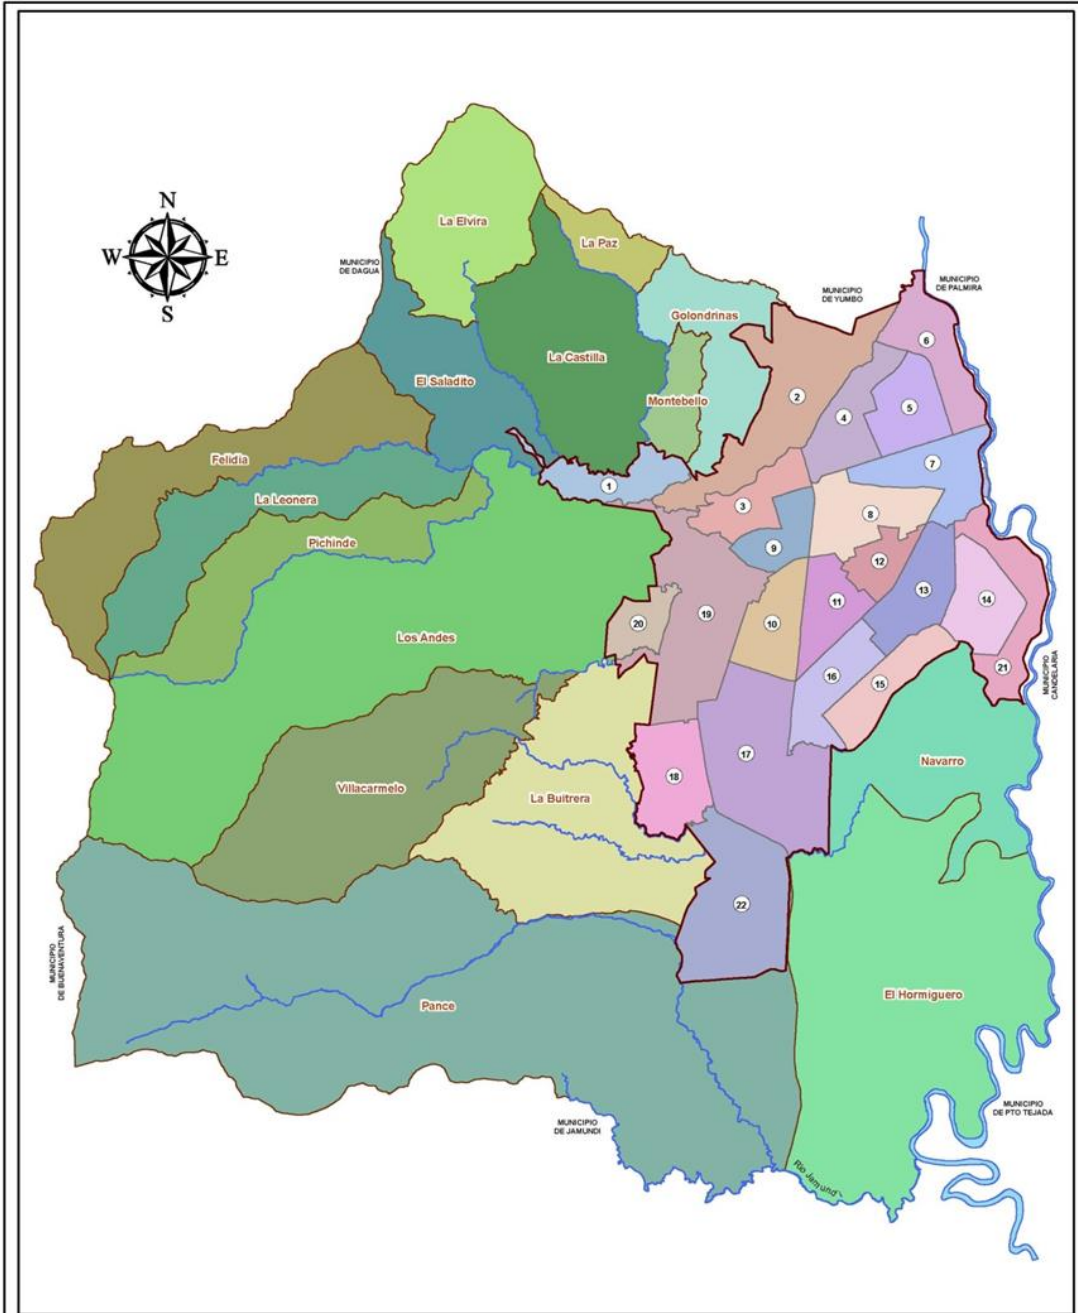 N
W
E
S
La Elvira
La Paz
MUNICIPIO
DE DAGUA
MUNICIPIO
DE YUMBO
MUNICIPIO
DE PALMIRA
Golondrinas
6
La Castilla
El Saladito
2
Montebello
5
4
Felidia
7
1
La Leonera
3
8
Pichinde
9
12
13
14
11
19
20
10
Los Andes
21
MUNICIPIO
CANDELARIA
16
15
17
Navarro
18
Villacarmelo
La Buitrera
22
MUNICIPIO
DE BUENAVENTURA
Pance
El Hormiguero
MUNICIPIO
DE JAMUNDI
MUNICIPIO
DE PTO TEJADA
Río Jamund